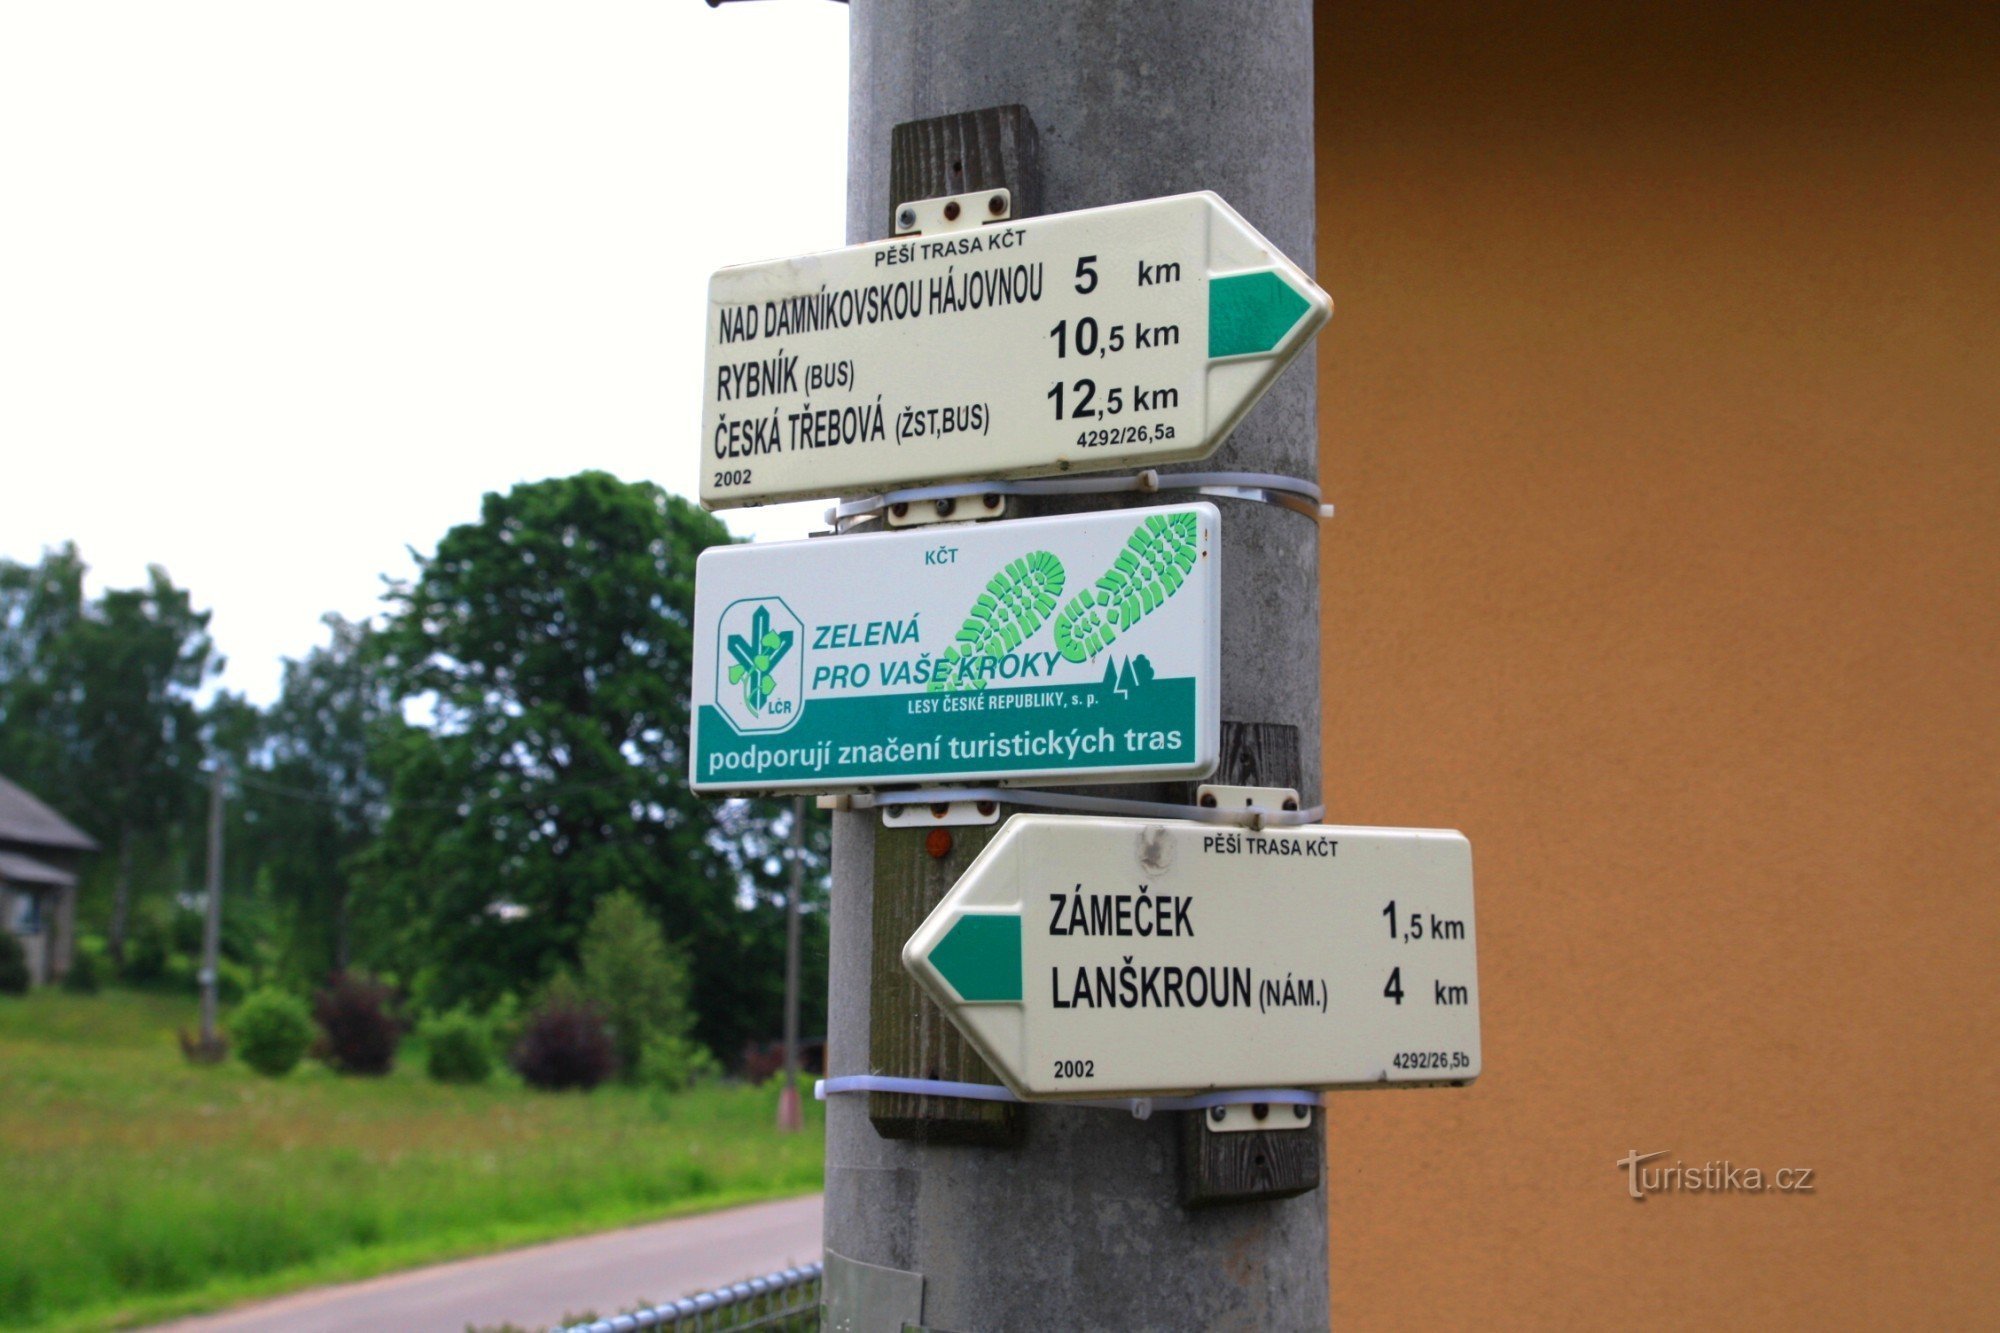 PĚŠÍ TRASA KČT
NAD DAMNÍKOVSKOU HÁJOVNOU 5 km
RYBNÍK (BUS) 10,5 km
ČESKÁ TŘEBOVÁ (ŽST,BUS) 12,5 km
2002 4292/26,5a
KČT
ZELENÁ
PRO VAŠE KROKY
LČR
LESY ČESKÉ REPUBLIKY, s. p.
podporují značení turistických tras
PĚŠÍ TRASA KČT
ZÁMEČEK 1,5 km
LANŠKROUN (NÁM.) 4 km
2002 4292/26,5b
Turistika.cz